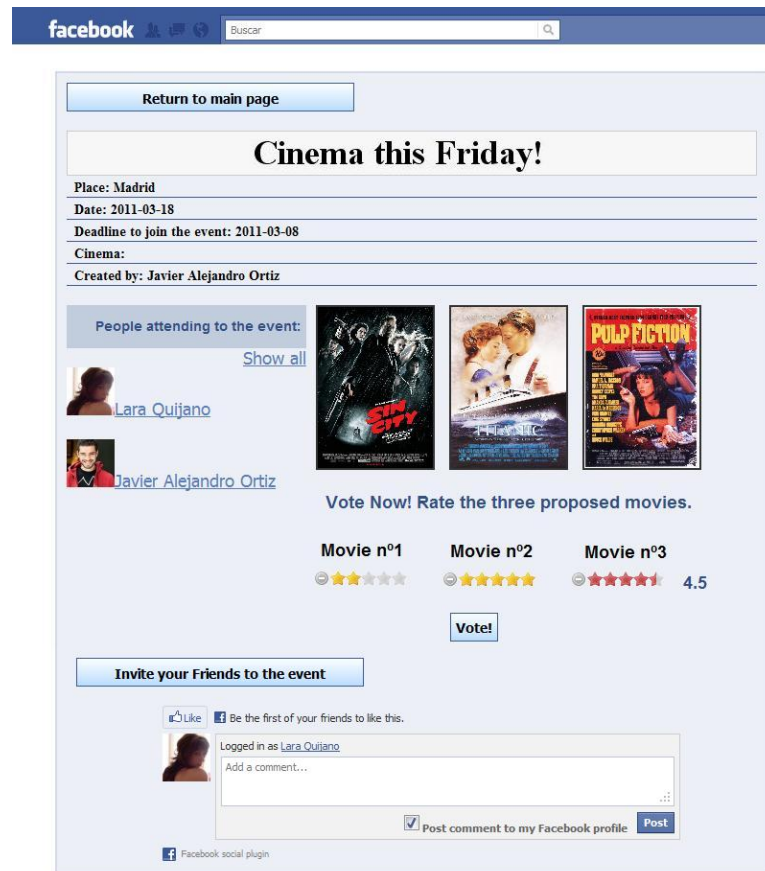 facebook Buscar
Return to main page
Cinema this Friday!
Place: Madrid
Date: 2011-03-18
Deadline to join the event: 2011-03-08
Cinema:
Created by: Javier Alejandro Ortiz
People attending to the event:
Show all
Lara Quijano
Javier Alejandro Ortiz
SIN
CITY
TITANIC
PULP FICTION
Vote Now! Rate the three proposed movies.
Movie nº1 Movie nº2 Movie nº3
4.5
Vote!
Invite your Friends to the event
Like Be the first of your friends to like this.
Logged in as Lara Quijano
Add a comment...
Post comment to my Facebook profile Post
Facebook social plugin